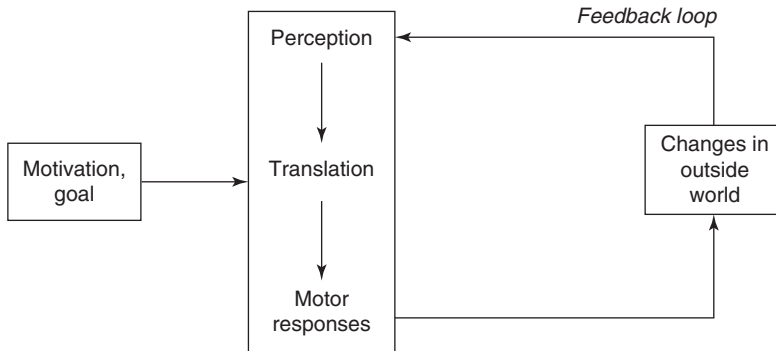 Feedback loop
Perception
Motivation,
goal
Translation
Changes in
outside
world
Motor
responses